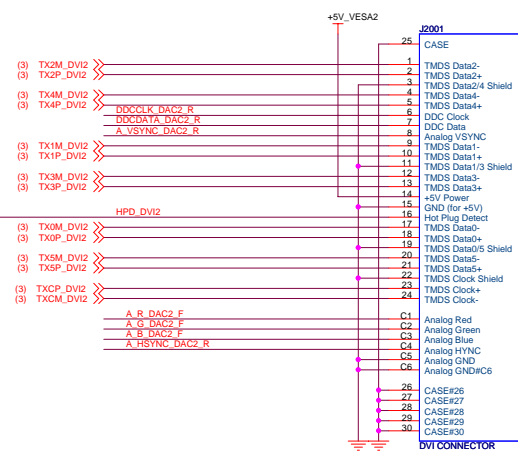 +5V_VESA2
J2001
25 CASE
(3) TX2M_DVI2 1 TMDS Data2-
(3) TX2P_DVI2 2 TMDS Data2+
3 TMDS Data2/4 Shield
(3) TX4M_DVI2 4 TMDS Data4-
(3) TX4P_DVI2 5 TMDS Data4+
DDCCLK_DAC2_R 6 DDC Clock
DDCDATA_DAC2_R 7 DDC Data
A_VSYNC_DAC2_R 8 Analog VSYNC
(3) TX1M_DVI2 9 TMDS Data1-
(3) TX1P_DVI2 10 TMDS Data1+
11 TMDS Data1/3 Shield
(3) TX3M_DVI2 12 TMDS Data3-
(3) TX3P_DVI2 13 TMDS Data3+
14 +5V Power
15 GND (for +5V)
HPD_DVI2 16 Hot Plug Detect
(3) TX0M_DVI2 17 TMDS Data0-
(3) TX0P_DVI2 18 TMDS Data0+
19 TMDS Data0/5 Shield
(3) TX5M_DVI2 20 TMDS Data5-
(3) TX5P_DVI2 21 TMDS Data5+
22 TMDS Clock Shield
(3) TXCP_DVI2 23 TMDS Clock+
(3) TXCM_DVI2 24 TMDS Clock-
A_R_DAC2_F C1 Analog Red
A_G_DAC2_F C2 Analog Green
A_B_DAC2_F C3 Analog Blue
A_HSYNC_DAC2_R C4 Analog HYNC
C5 Analog GND
C6 Analog GND#C6
26 CASE#26
27 CASE#27
28 CASE#28
29 CASE#29
30 CASE#30
DVI CONNECTOR